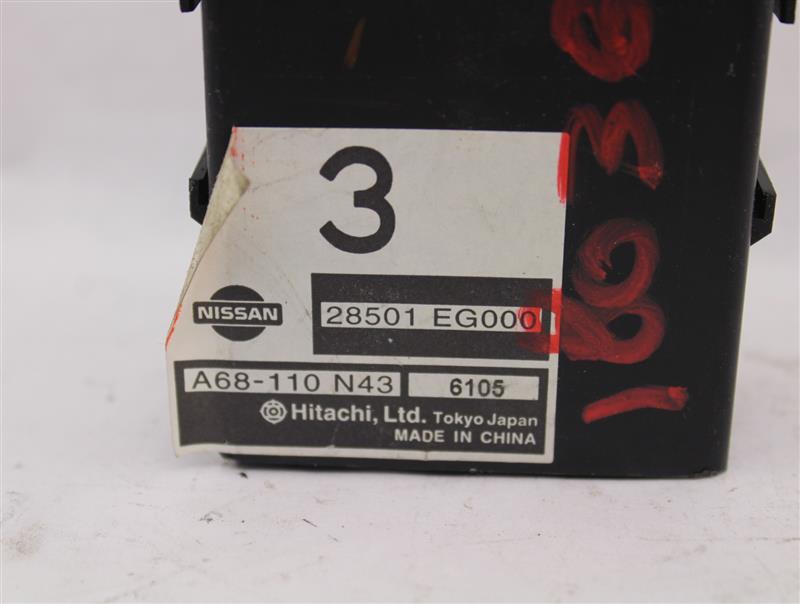 3
NISSAN
28501 EG000
A68-110 N43
6105
Hitachi, Ltd. Tokyo Japan
MADE IN CHINA